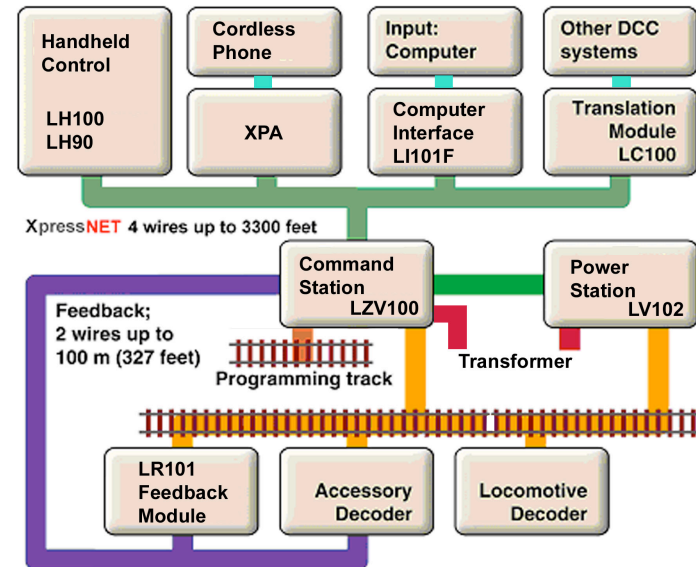 Handheld
Control
LH100
LH90
Cordless
Phone
XPA
Input:
Computer
Computer
Interface
LI101F
Other DCC
systems
Translation
Module
LC100
XpressNET 4 wires up to 3300 feet
Command
Station
LZV100
Power
Station
LV102
Feedback;
2 wires up to
100 m (327 feet)
Transformer
Programming track
LR101
Feedback
Module
Accessory
Decoder
Locomotive
Decoder